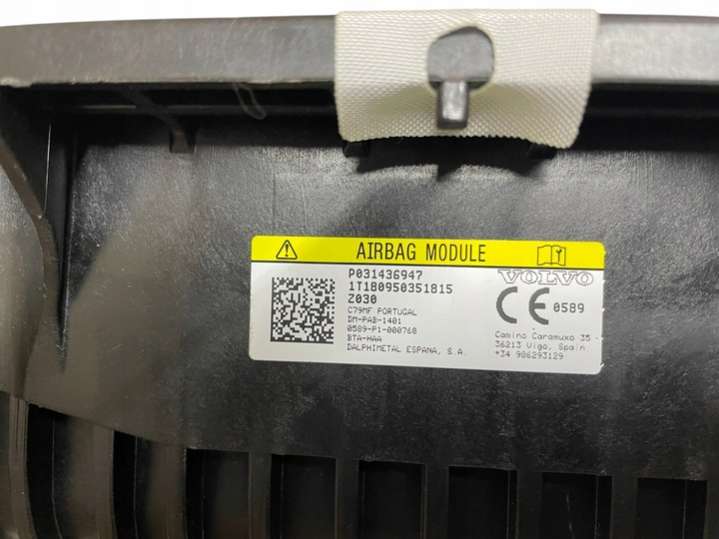 AIRBAG MODULE
P031436947
1T180950351815
Z030
C79MF PORTUGAL
DM-PAB-1401
0589-P1-000768
BTA-HAA
DALPHIMETAL ESPANA, S.A.
VOLVO
CE 0589
Camino Caramuxo 35 -
36213 Vigo, Spain
+34 986293129